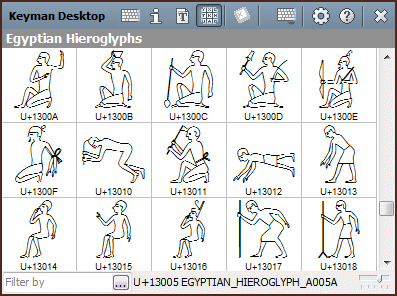 Keyman Desktop
Egyptian Hieroglyphs
U+1300A U+1300B U+1300C U+1300D U+1300E
U+1300F U+13010 U+13011 U+13012 U+13013
U+13014 U+13015 U+13016 U+13017 U+13018
Filter by ... U+13005 EGYPTIAN_HIEROGLYPH_A005A